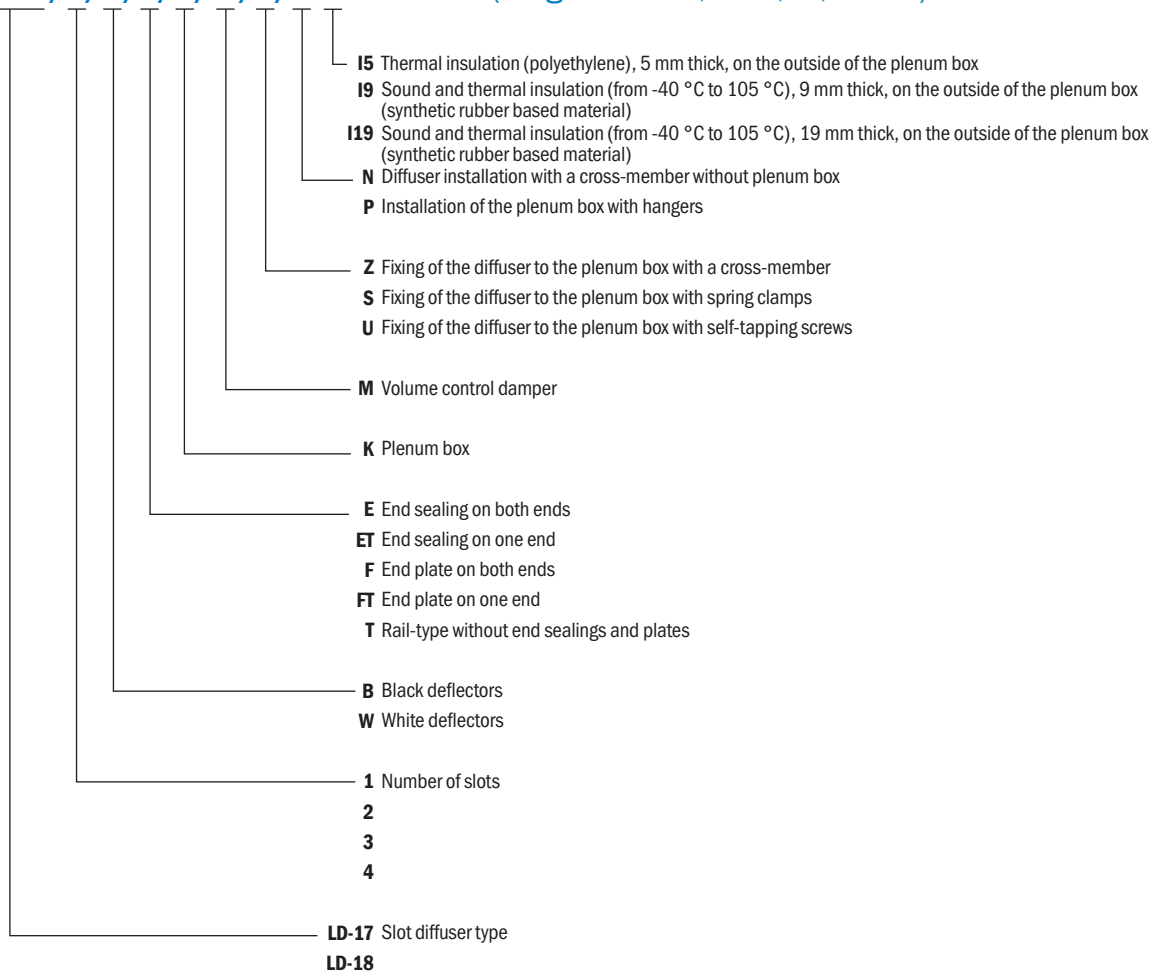 I5 Thermal insulation (polyethylene), 5 mm thick, on the outside of the plenum box
I9 Sound and thermal insulation (from -40 °C to 105 °C), 9 mm thick, on the outside of the plenum box
(synthetic rubber based material)
I19 Sound and thermal insulation (from -40 °C to 105 °C), 19 mm thick, on the outside of the plenum box
(synthetic rubber based material)
N Diffuser installation with a cross-member without plenum box
P Installation of the plenum box with hangers
Z Fixing of the diffuser to the plenum box with a cross-member
S Fixing of the diffuser to the plenum box with spring clamps
U Fixing of the diffuser to the plenum box with self-tapping screws
M Volume control damper
K Plenum box
E End sealing on both ends
ET End sealing on one end
F End plate on both ends
FT End plate on one end
T Rail-type without end sealings and plates
B Black deflectors
W White deflectors
1 Number of slots
2
3
4
LD-17 Slot diffuser type
LD-18